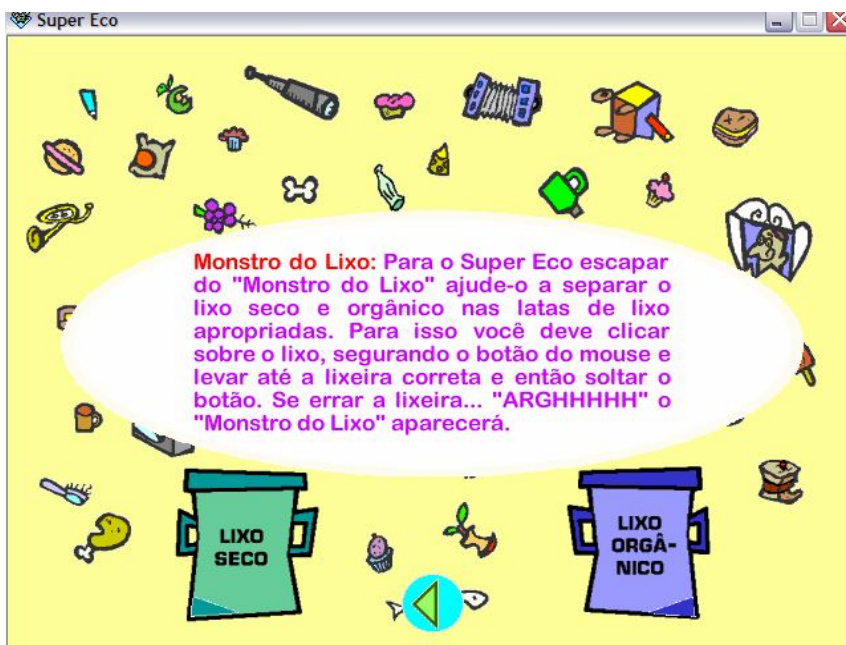 Super Eco
Monstro do Lixo: Para o Super Eco escapar
do "Monstro do Lixo" ajude-o a separar o
lixo seco e orgânico nas latas de lixo
apropriadas. Para isso você deve clicar
sobre o lixo, segurando o botão do mouse e
levar até a lixeira correta e então soltar o
botão. Se errar a lixeira... "ARGHHHHH" o
"Monstro do Lixo" aparecerá.
LIXO
SECO
LIXO
ORGÂ-
NICO